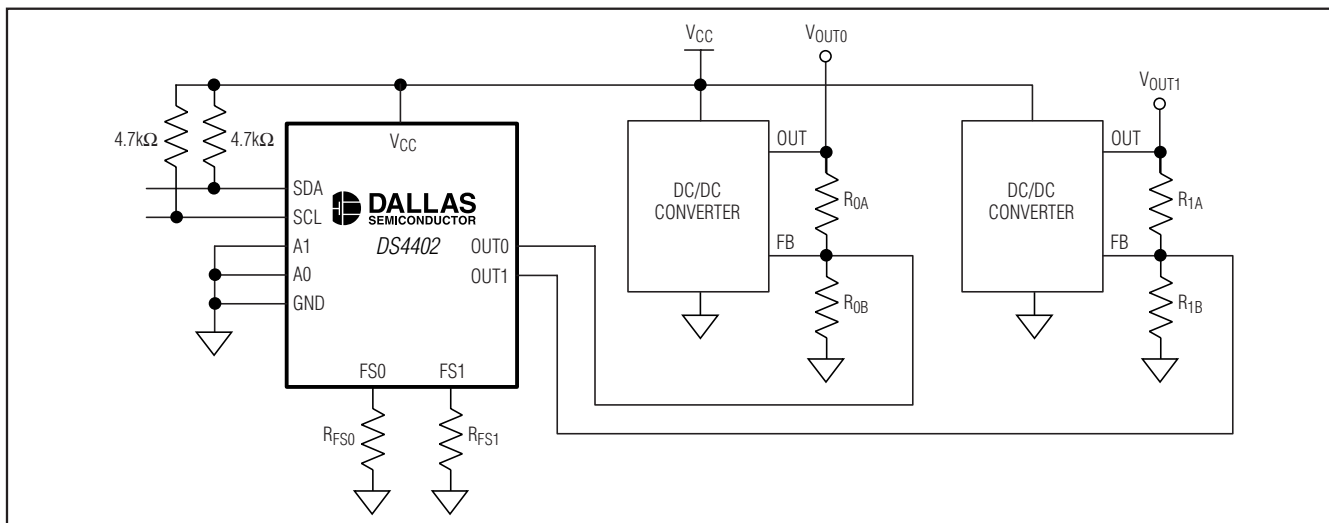 VCC
VOUT0
VOUT1
4.7kΩ
4.7kΩ
VCC
SDA
SCL
A1
A0
GND
DALLAS
SEMICONDUCTOR
DS4402
OUT0
OUT1
FS0
FS1
RFS0
RFS1
DC/DC
CONVERTER
OUT
FB
R0A
R0B
DC/DC
CONVERTER
OUT
FB
R1A
R1B